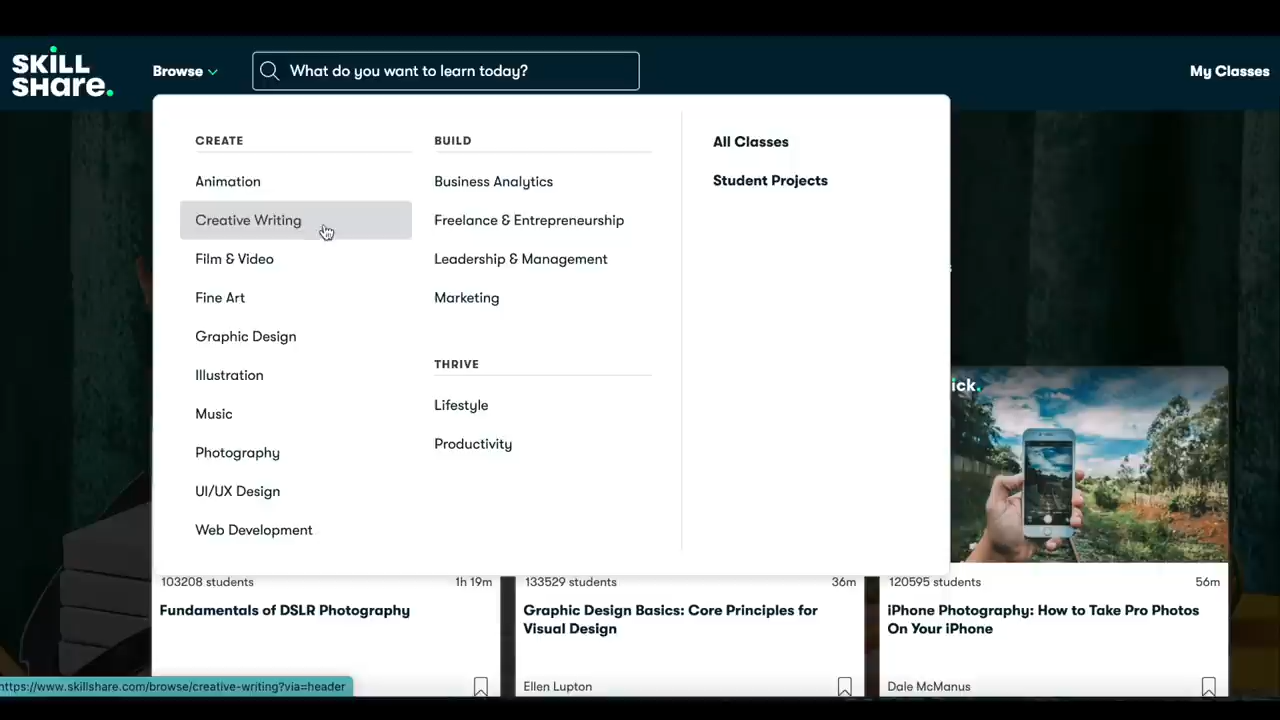 SKILL
SHare.
Browse
What do you want to learn today?
My Classes
CREATE
Animation
Creative Writing
Film & Video
Fine Art
Graphic Design
Illustration
Music
Photography
UI/UX Design
Web Development
BUILD
Business Analytics
Freelance & Entrepreneurship
Leadership & Management
Marketing
THRIVE
Lifestyle
Productivity
All Classes
Student Projects
ick.
103208 students
1h 19m
Fundamentals of DSLR Photography
133529 students
36m
Graphic Design Basics: Core Principles for
Visual Design
Ellen Lupton
120595 students
56m
iPhone Photography: How to Take Pro Photos
On Your iPhone
Dale McManus
https://www.skillshare.com/browse/creative-writing?via=header